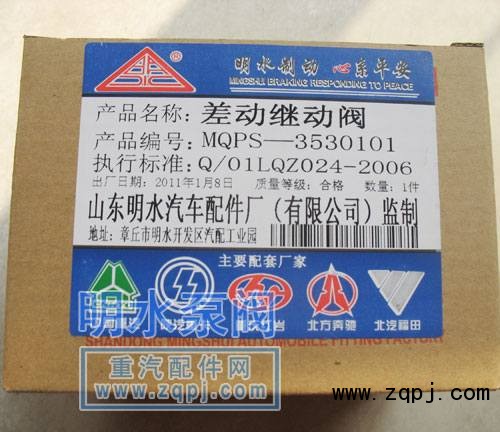 明水制动 心系平安
MINGSHUI BRAKING RESPONDING TO PEACE
产品名称：差动继动阀
产品编号：MQPS—3530101
执行标准：Q/01LQZ024-2006
出厂日期：2011年1月8日 质量等级：合格 数量：1件
山东明水汽车配件厂（有限公司）监制
地址：章丘市明水开发区汽配工业园
主要配套厂家
北方奔驰 北汽福田
明水泵阀
SHANDONG MINGSHUI AUTOMOBILE FITTING FACTORY
重汽配件网
www.zqpj.com
www.zqpj.com